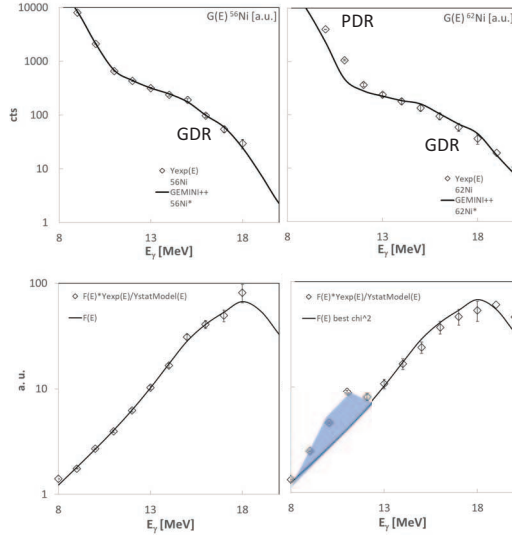 G(E) ⁵⁶Ni [a.u.]
10000
1000
100
10
1
cts
GDR
Yexp(E)
56Ni
GEMINI++
56Ni*
8
13
18
Eγ [MeV]
G(E) ⁶²Ni [a.u.]
PDR
GDR
Yexp(E)
62Ni
GEMINI++
62Ni*
8
13
18
Eγ [MeV]
100
10
1
a. u.
F(E)*Yexp(E)/YstatModel(E)
F(E)
8
13
18
Eγ [MeV]
F(E)*Yexp(E)/YstatModel(E)
F(E) best chi^2
8
13
18
Eγ [MeV]